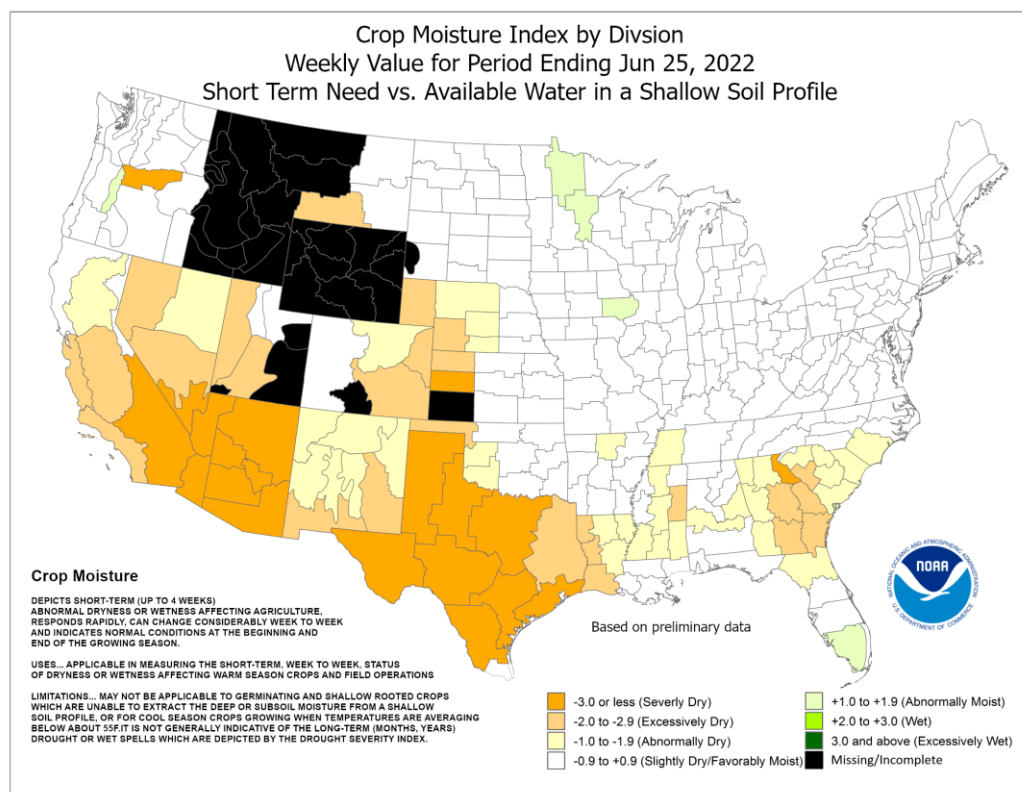 Crop Moisture Index by Divsion
Weekly Value for Period Ending Jun 25, 2022
Short Term Need vs. Available Water in a Shallow Soil Profile
Crop Moisture
DEPICTS SHORT-TERM (UP TO 4 WEEKS)
ABNORMAL DRYNESS OR WETNESS AFFECTING AGRICULTURE,
RESPONDS RAPIDLY, CAN CHANGE CONSIDERABLY WEEK TO WEEK
AND INDICATES NORMAL CONDITIONS AT THE BEGINNING AND
END OF THE GROWING SEASON.
USES... APPLICABLE IN MEASURING THE SHORT-TERM, WEEK TO WEEK, STATUS
OF DRYNESS OR WETNESS AFFECTING WARM SEASON CROPS AND FIELD OPERATIONS
LIMITATIONS... MAY NOT BE APPLICABLE TO GERMINATING AND SHALLOW ROOTED CROPS
WHICH ARE UNABLE TO EXTRACT THE DEEP OR SUBSOIL MOISTURE FROM A SHALLOW
SOIL PROFILE, OR FOR COOL SEASON CROPS GROWING WHEN TEMPERATURES ARE AVERAGING
BELOW ABOUT 55F.IT IS NOT GENERALLY INDICATIVE OF THE LONG-TERM (MONTHS, YEARS)
DROUGHT OR WET SPELLS WHICH ARE DEPICTED BY THE DROUGHT SEVERITY INDEX.
Based on preliminary data
NATIONAL OCEANIC AND ATMOSPHERIC ADMINISTRATION
NOAA
U.S. DEPARTMENT OF COMMERCE
-3.0 or less (Severly Dry)
-2.0 to -2.9 (Excessively Dry)
-1.0 to -1.9 (Abnormally Dry)
-0.9 to +0.9 (Slightly Dry/Favorably Moist)
+1.0 to +1.9 (Abnormally Moist)
+2.0 to +3.0 (Wet)
3.0 and above (Excessively Wet)
Missing/Incomplete